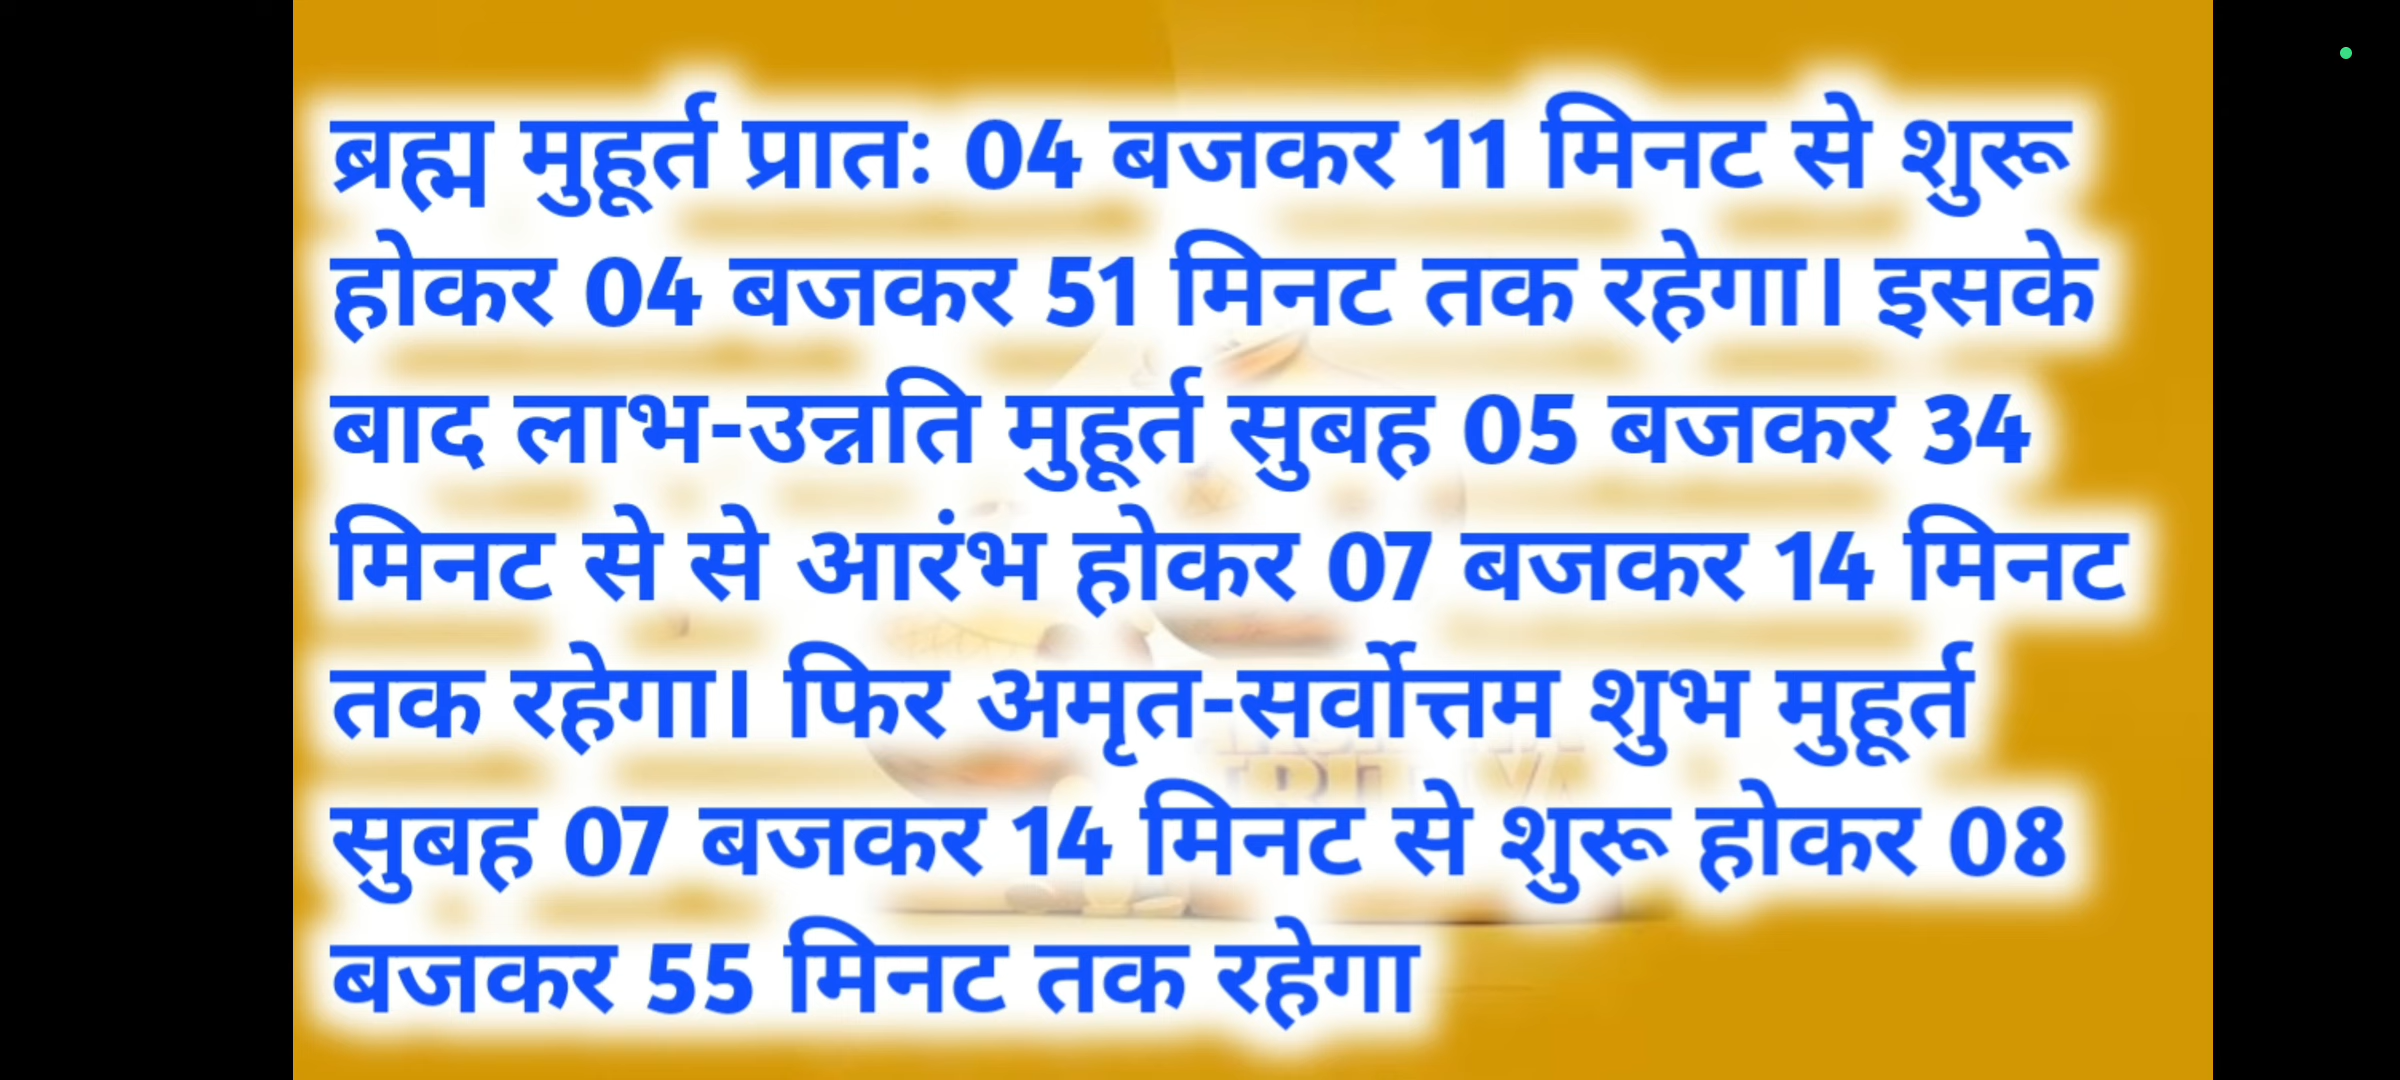 ब्रह्म मुहूर्त प्रातः 04 बजकर 11 मिनट से शुरू
होकर 04 बजकर 51 मिनट तक रहेगा। इसके
बाद लाभ-उन्नति मुहूर्त सुबह 05 बजकर 34
मिनट से से आरंभ होकर 07 बजकर 14 मिनट
तक रहेगा। फिर अमृत-सर्वोत्तम शुभ मुहूर्त
सुबह 07 बजकर 14 मिनट से शुरू होकर 08
बजकर 55 मिनट तक रहेगा